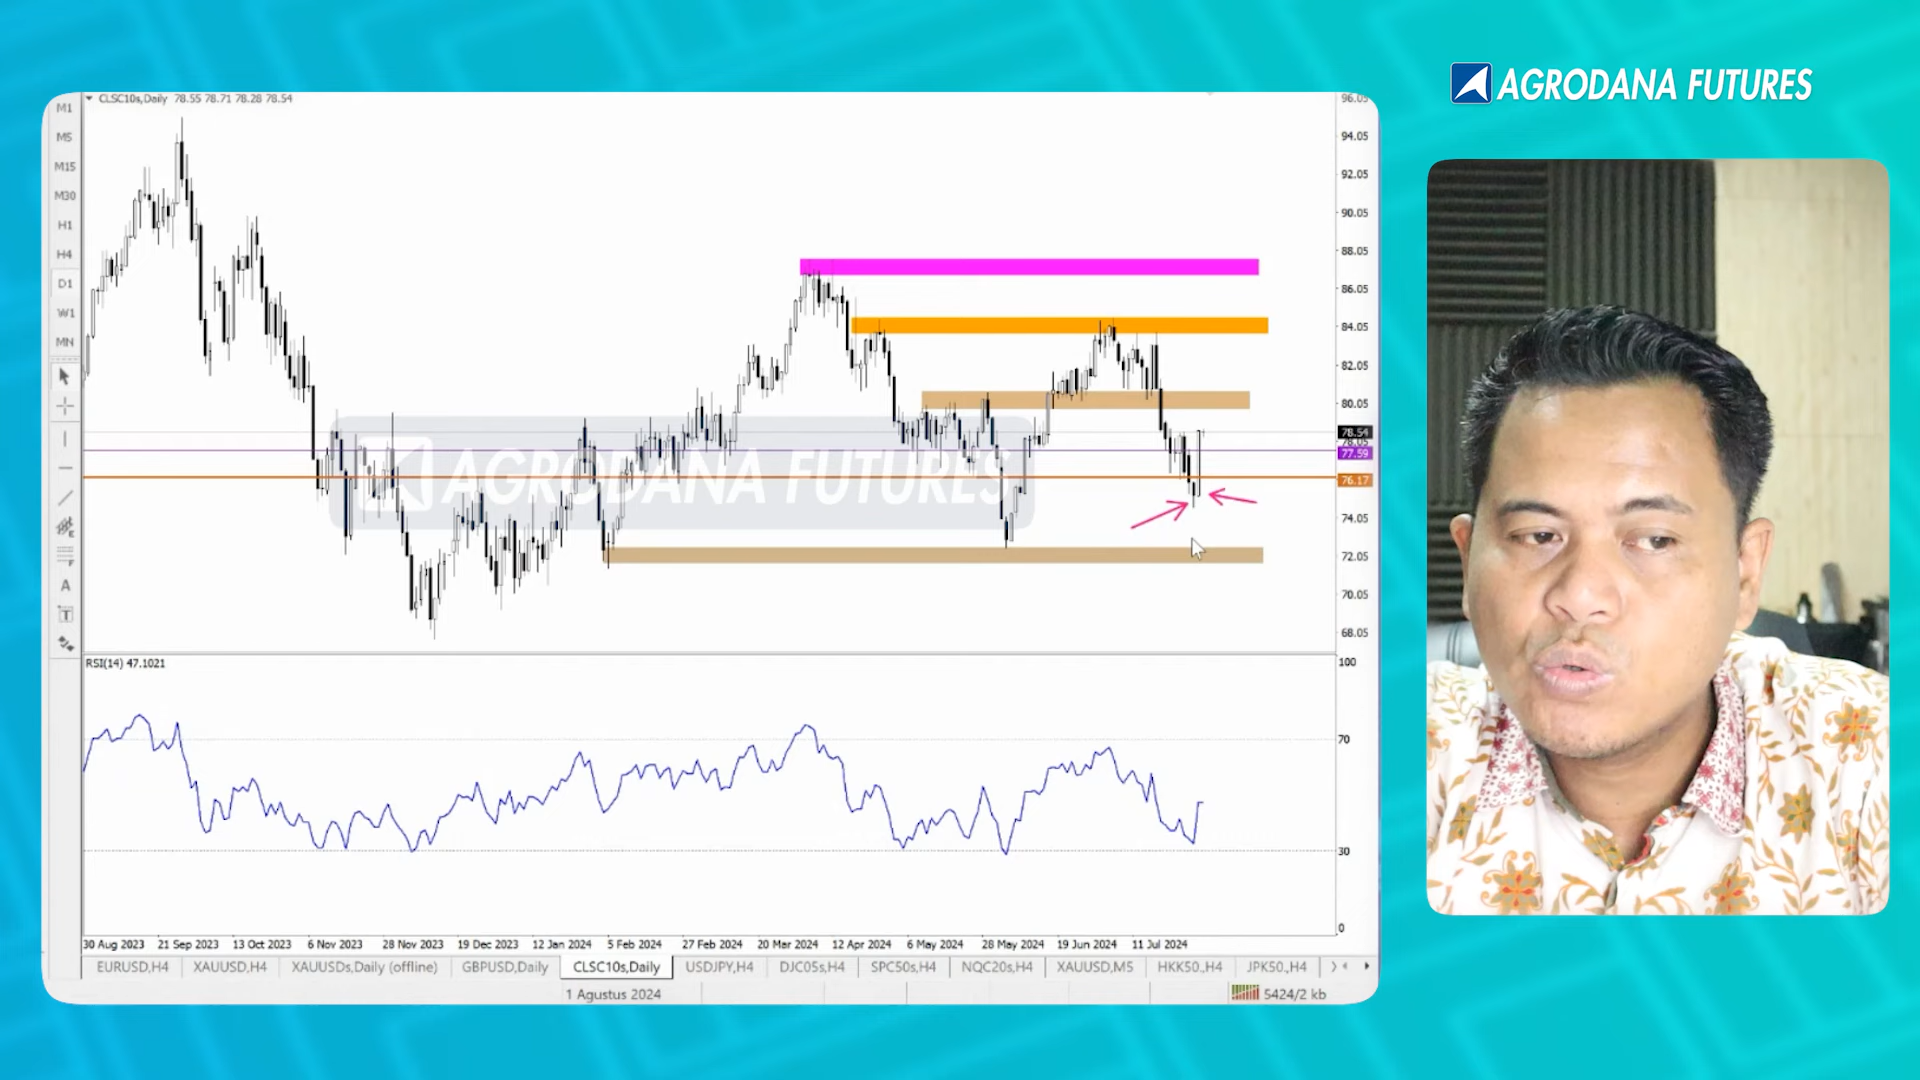 AGRODANA FUTURES
CLSC10s,Daily 78.55 78.71 78.28 78.54
M1
M5
M15
M30
H1
H4
D1
W1
MN
A
T
96.05
94.05
92.05
90.05
88.05
86.05
84.05
82.05
80.05
78.54
78.05
77.59
76.17
74.05
72.05
70.05
68.05
AGRODANA FUTURES
RSI(14) 47.1021
100
70
30
0
30 Aug 2023 21 Sep 2023 13 Oct 2023 6 Nov 2023 28 Nov 2023 19 Dec 2023 12 Jan 2024 5 Feb 2024 27 Feb 2024 20 Mar 2024 12 Apr 2024 6 May 2024 28 May 2024 19 Jun 2024 11 Jul 2024
EURUSD,H4 XAUUSD,H4 XAUUSDs,Daily (offline) GBPUSD,Daily CLSC10s,Daily USDJPY,H4 DJC05s,H4 SPC50s,H4 NQC20s,H4 XAUUSD,M5 HKK50.,H4 JPK50.,H4
1 Agustus 2024 5424/2 kb